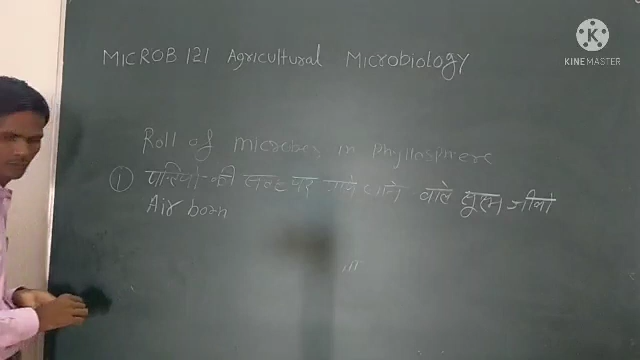 MICROB 121 Agricultural Microbiology
KINEMASTER
Roll of microbes in phyllosphere
① पत्तियो की सतह पर पाये जाने वाले सूक्ष्म जीवो
Air born